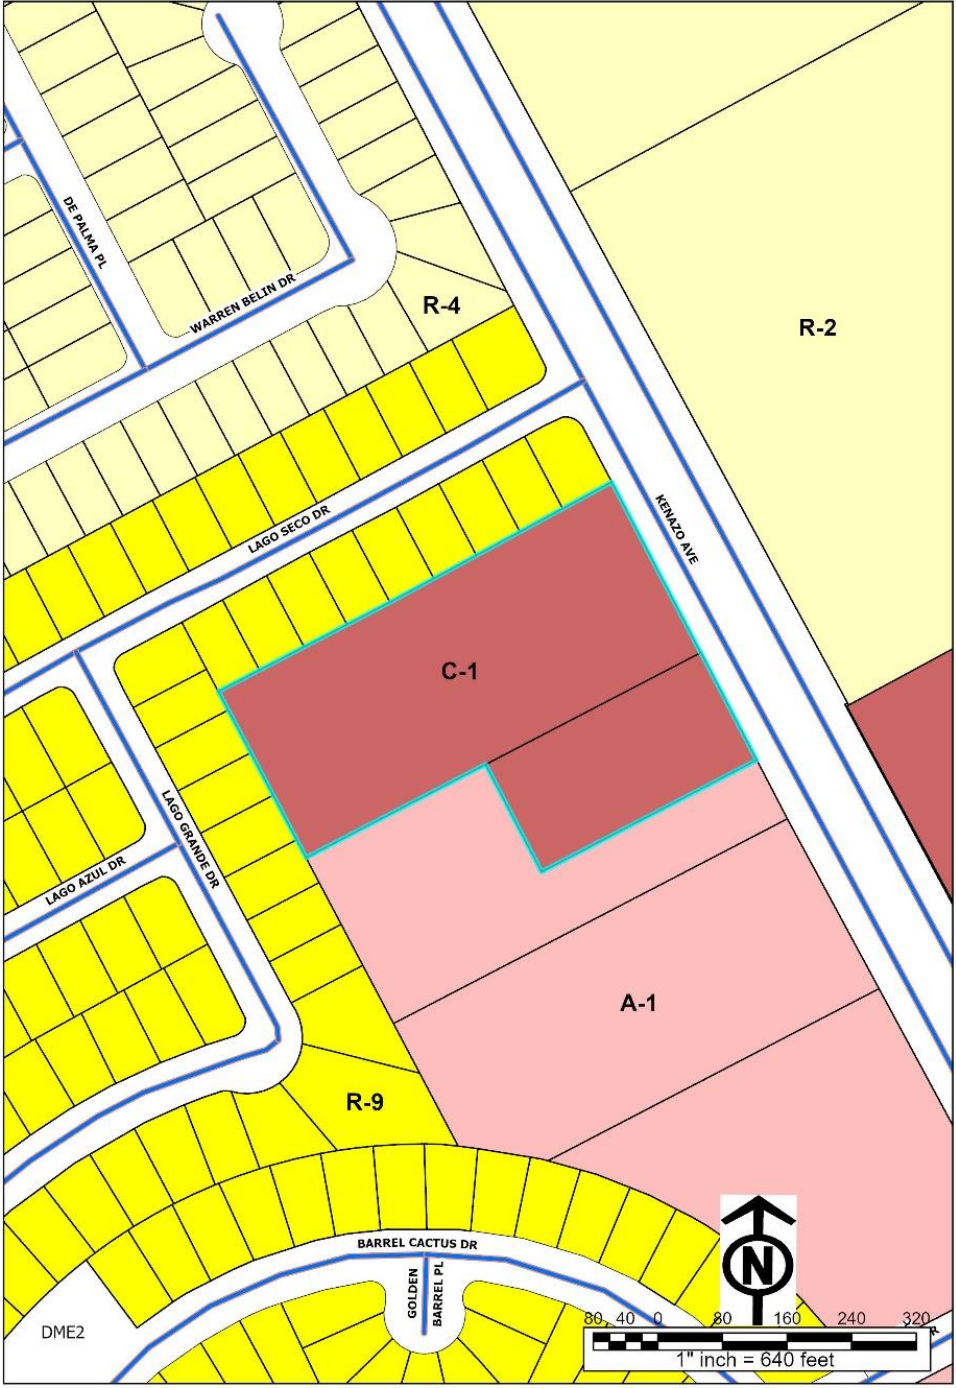 DE PALMA PL
WARREN BELIN DR
R-4
R-2
LAGO SECO DR
KENAZO AVE
C-1
LAGO GRANDE DR
LAGO AZUL DR
A-1
R-9
BARREL CACTUS DR
GOLDEN
BARREL PL
N
DME2
80 40 0 80 160 240 320
R
1" inch = 640 feet